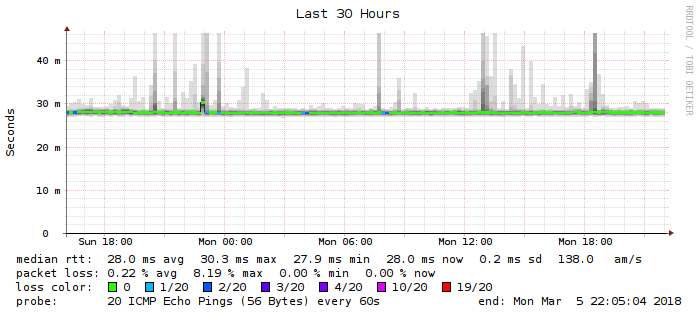 Last 30 Hours
RRDTOOL / TOBI OETIKER
Seconds
40 m
30 m
20 m
10 m
0
Sun 18:00 Mon 00:00 Mon 06:00 Mon 12:00 Mon 18:00
median rtt: 28.0 ms avg 30.3 ms max 27.9 ms min 28.0 ms now 0.2 ms sd 138.0 am/s
packet loss: 0.22 % avg 8.19 % max 0.00 % min 0.00 % now
loss color: 0 1/20 2/20 3/20 4/20 10/20 19/20
probe: 20 ICMP Echo Pings (56 Bytes) every 60s end: Mon Mar 5 22:05:04 2018